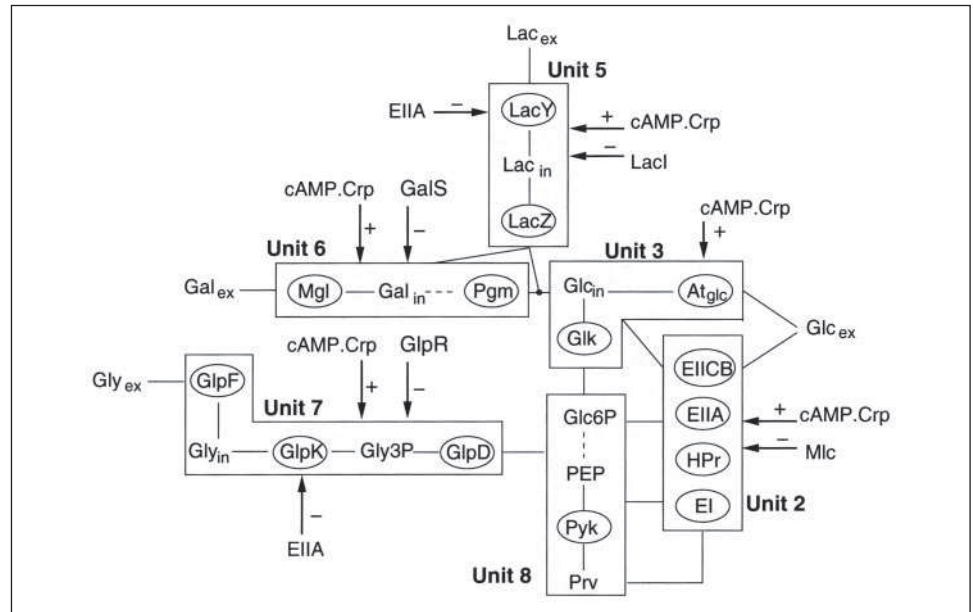 Lac ex
Unit 5
EIIA
–
LacY
+
cAMP.Crp
Lac in
–
LacI
cAMP.Crp
GalS
LacZ
cAMP.Crp
+
–
+
Unit 6
Unit 3
Gal ex
Mgl
Gal in
Pgm
Glc in
At glc
Glc ex
Glk
cAMP.Crp
GlpR
EIICB
Gly ex
GlpF
+
–
Unit 7
Glc6P
EIIA
+
cAMP.Crp
Gly in
GlpK
Gly3P
GlpD
HPr
–
Mlc
PEP
–
EI
Unit 2
EIIA
Pyk
Unit 8
Prv